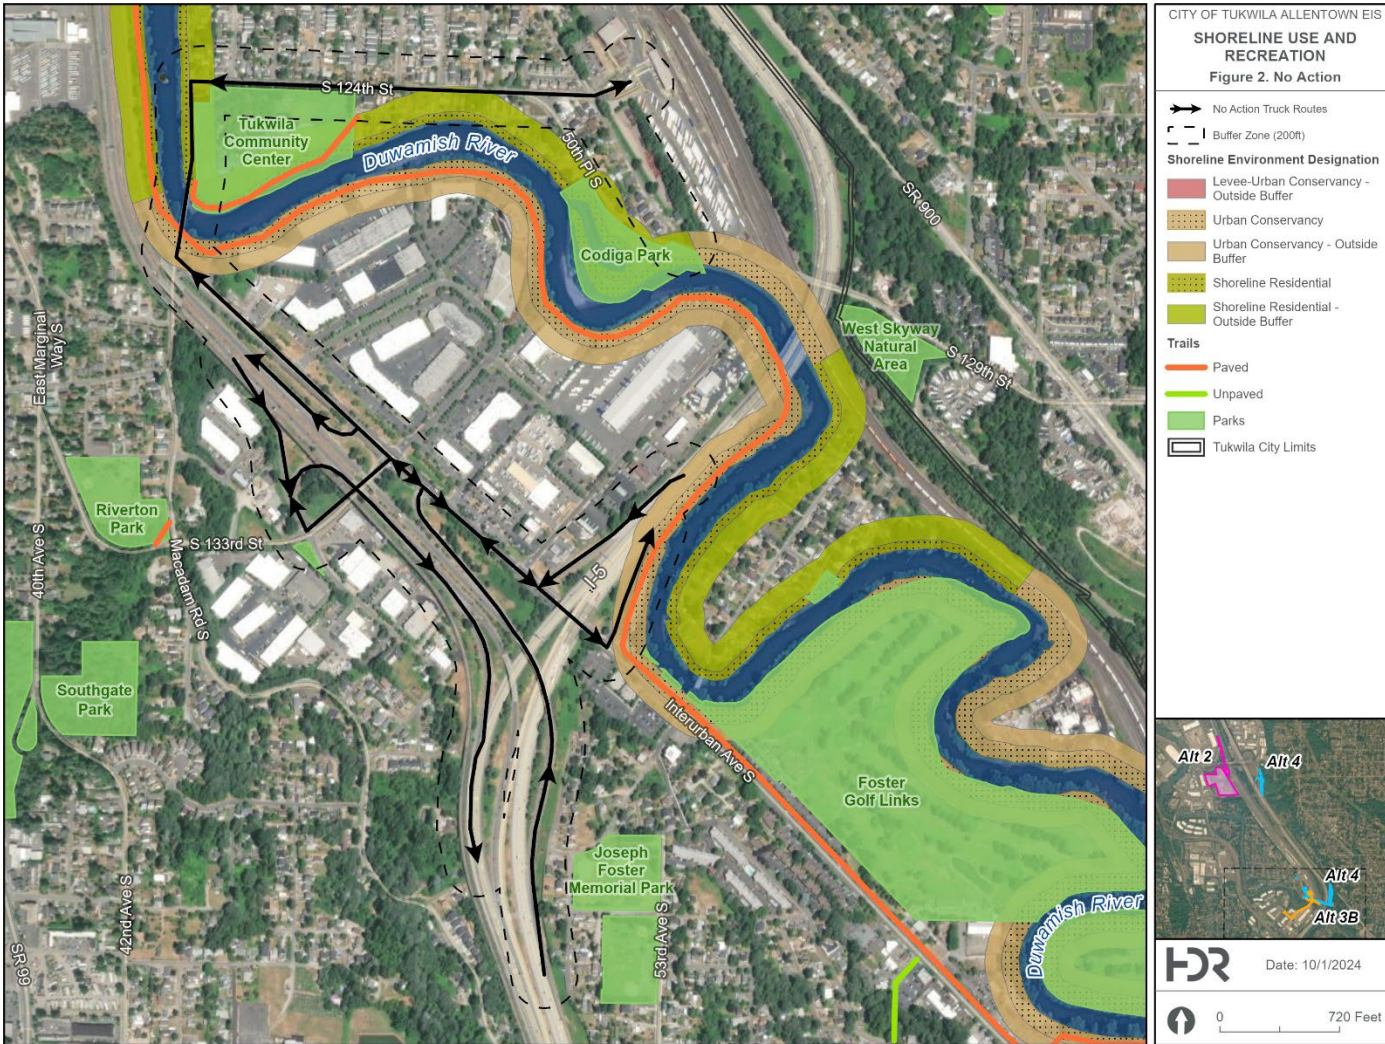 S 124th St
Tukwila
Community
Center
Duwamish River
50th Pl S
SR 900
Codiga Park
West Skyway
Natural
Area
S 129th St
East Marginal
Way S
Riverton
Park
S 133rd St
Macadam Rd S
40th Ave S
I-5
Southgate
Park
Interurban Ave S
Foster
Golf Links
Joseph
Foster
Memorial Park
42nd Ave S
53rd Ave S
SR 99
Duwamish River
CITY OF TUKWILA ALLENTOWN EIS
SHORELINE USE AND
RECREATION
Figure 2. No Action
No Action Truck Routes
Buffer Zone (200ft)
Shoreline Environment Designation
Levee-Urban Conservancy -
Outside Buffer
Urban Conservancy
Urban Conservancy - Outside
Buffer
Shoreline Residential
Shoreline Residential -
Outside Buffer
Trails
Paved
Unpaved
Parks
Tukwila City Limits
Alt 2
Alt 4
Alt 4
Alt 3B
HDR
Date: 10/1/2024
0 720 Feet